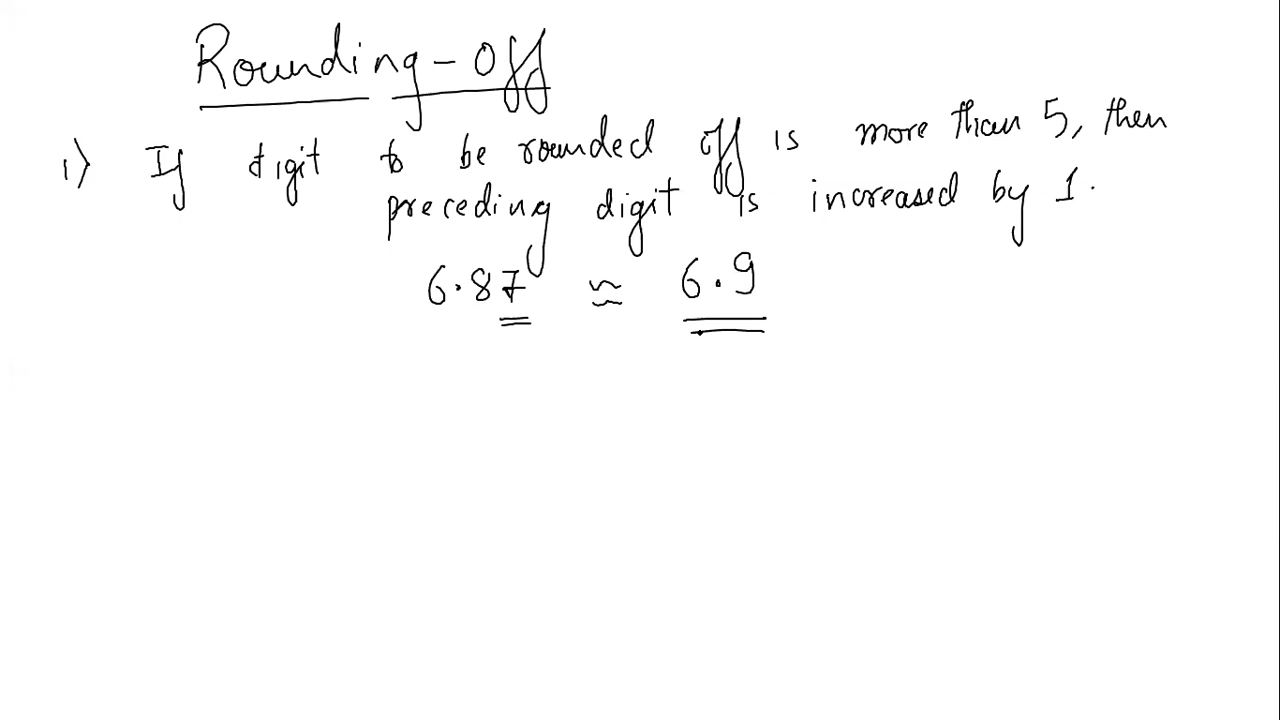 Rounding-Off
1) If digit to be rounded off is more than 5, then
preceding digit is increased by 1.
6.87 ≈ 6.9